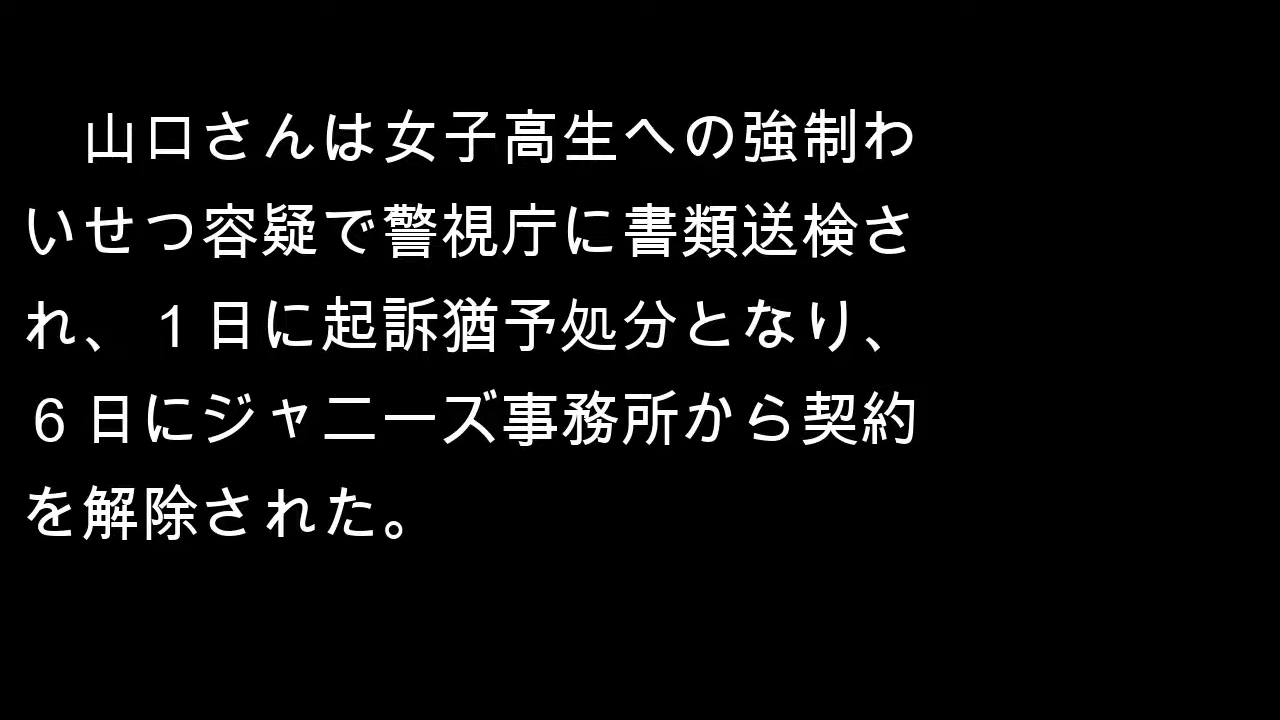 山口さんは女子高生への強制わ
いせつ容疑で警視庁に書類送検さ
れ、１日に起訴猶予処分となり、
６日にジャニーズ事務所から契約
を解除された。